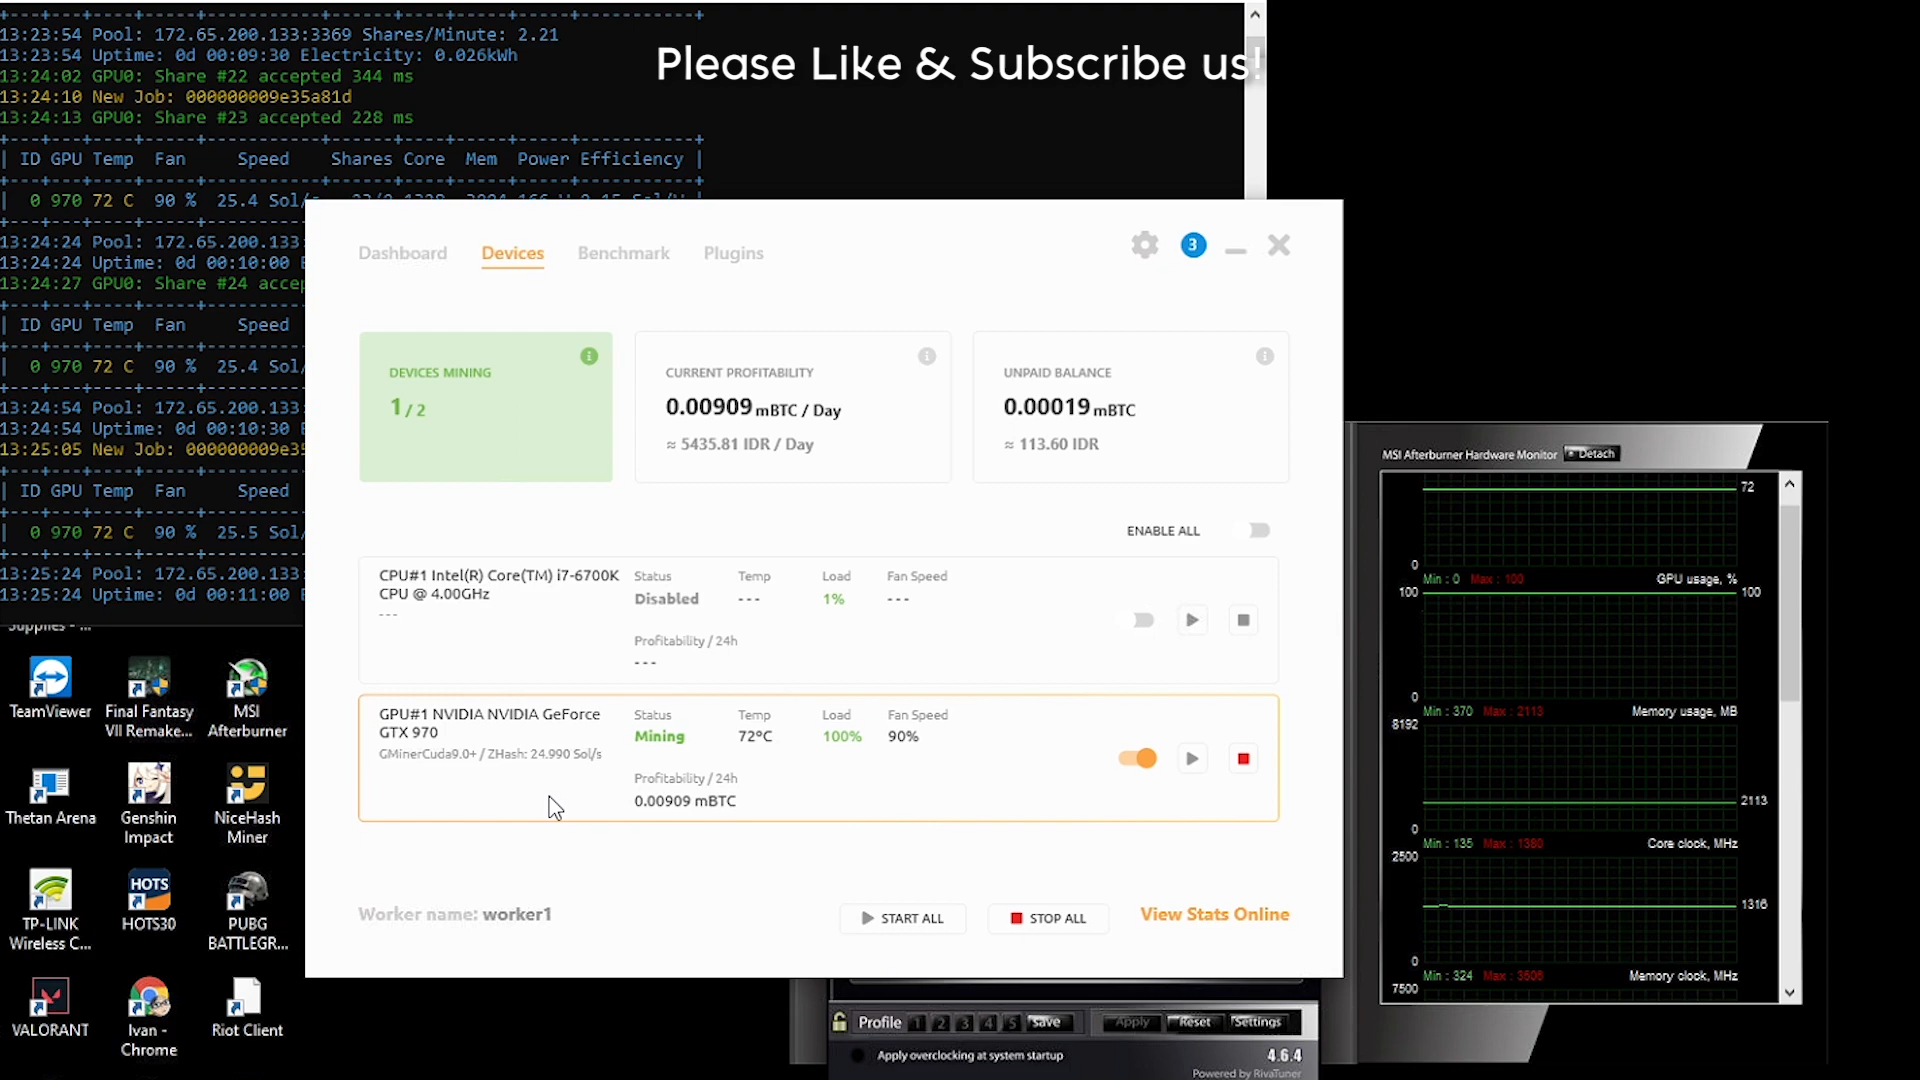 13:23:54 Pool: 172.65.200.133:3369 Shares/Minute: 2.21
13:23:54 Uptime: 0d 00:09:30 Electricity: 0.026kWh
13:24:02 GPU0: Share #22 accepted 344 ms
13:24:10 New Job: 000000009e35a81d
13:24:13 GPU0: Share #23 accepted 228 ms
Please Like & Subscribe us!
| ID GPU Temp Fan Speed Shares Core Mem Power Efficiency |
| 0 970 72 C 90 % 25.4 Sol/s
13:24:24 Pool: 172.65.200.133:
13:24:24 Uptime: 0d 00:10:00 E
13:24:27 GPU0: Share #24 accep
| ID GPU Temp Fan Speed
| 0 970 72 C 90 % 25.4 Sol/
13:24:54 Pool: 172.65.200.133:
13:24:54 Uptime: 0d 00:10:30 E
13:25:05 New Job: 000000009e35
| ID GPU Temp Fan Speed
| 0 970 72 C 90 % 25.5 Sol/
13:25:24 Pool: 172.65.200.133:
13:25:24 Uptime: 0d 00:11:00 E
Dashboard Devices Benchmark Plugins
3
DEVICES MINING
1 / 2
CURRENT PROFITABILITY
0.00909 mBTC / Day
≈ 5435.81 IDR / Day
UNPAID BALANCE
0.00019 mBTC
≈ 113.60 IDR
ENABLE ALL
CPU#1 Intel(R) Core(TM) i7-6700K
CPU @ 4.00GHz
---
Status Temp Load Fan Speed
Disabled --- 1% ---
Profitability / 24h
---
GPU#1 NVIDIA NVIDIA GeForce
GTX 970
GMinerCuda9.0+ / ZHash: 24.990 Sol/s
Status Temp Load Fan Speed
Mining 72°C 100% 90%
Profitability / 24h
0.00909 mBTC
Worker name: worker1
START ALL
STOP ALL
View Stats Online
Supplies - ...
TeamViewer
Final Fantasy
VII Remake...
MSI
Afterburner
Thetan Arena
Genshin
Impact
NiceHash
Miner
TP-LINK
Wireless C...
HOTS
HOTS30
PUBG
BATTLEGR...
VALORANT
Ivan -
Chrome
Riot Client
MSI Afterburner Hardware Monitor
Detach
72
0
Min : 0 Max : 100 GPU usage, %
100 100
0
Min : 370 Max : 2113 Memory usage, MB
8192
2113
0
Min : 135 Max : 1380 Core clock, MHz
2500
1316
0
Min : 324 Max : 3506 Memory clock, MHz
7500
Profile 1 2 3 4 5 Save Apply Reset Settings
Apply overclocking at system startup
4.6.4
Powered by RivaTuner